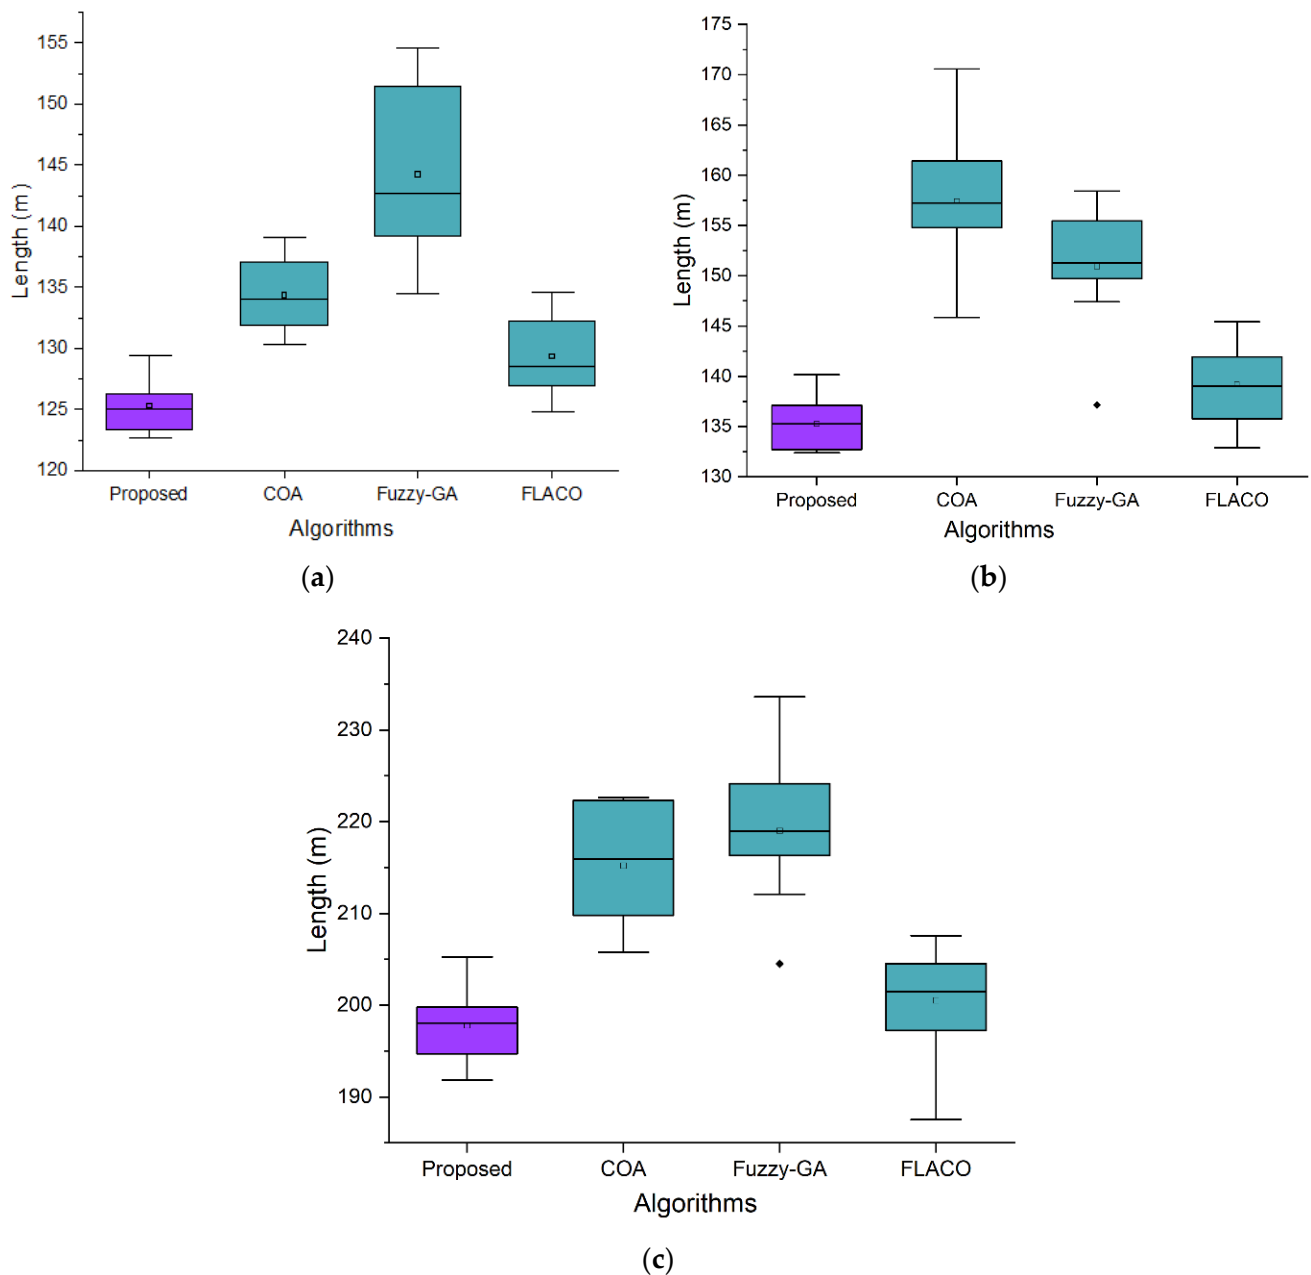 155
150
145
140
135
130
125
120
Length (m)
Proposed COA Fuzzy-GA FLACO
Algorithms
(a)
175
170
165
160
155
150
145
140
135
130
Length (m)
Proposed COA Fuzzy-GA FLACO
Algorithms
(b)
240
230
220
210
200
190
Length (m)
Proposed COA Fuzzy-GA FLACO
Algorithms
(c)